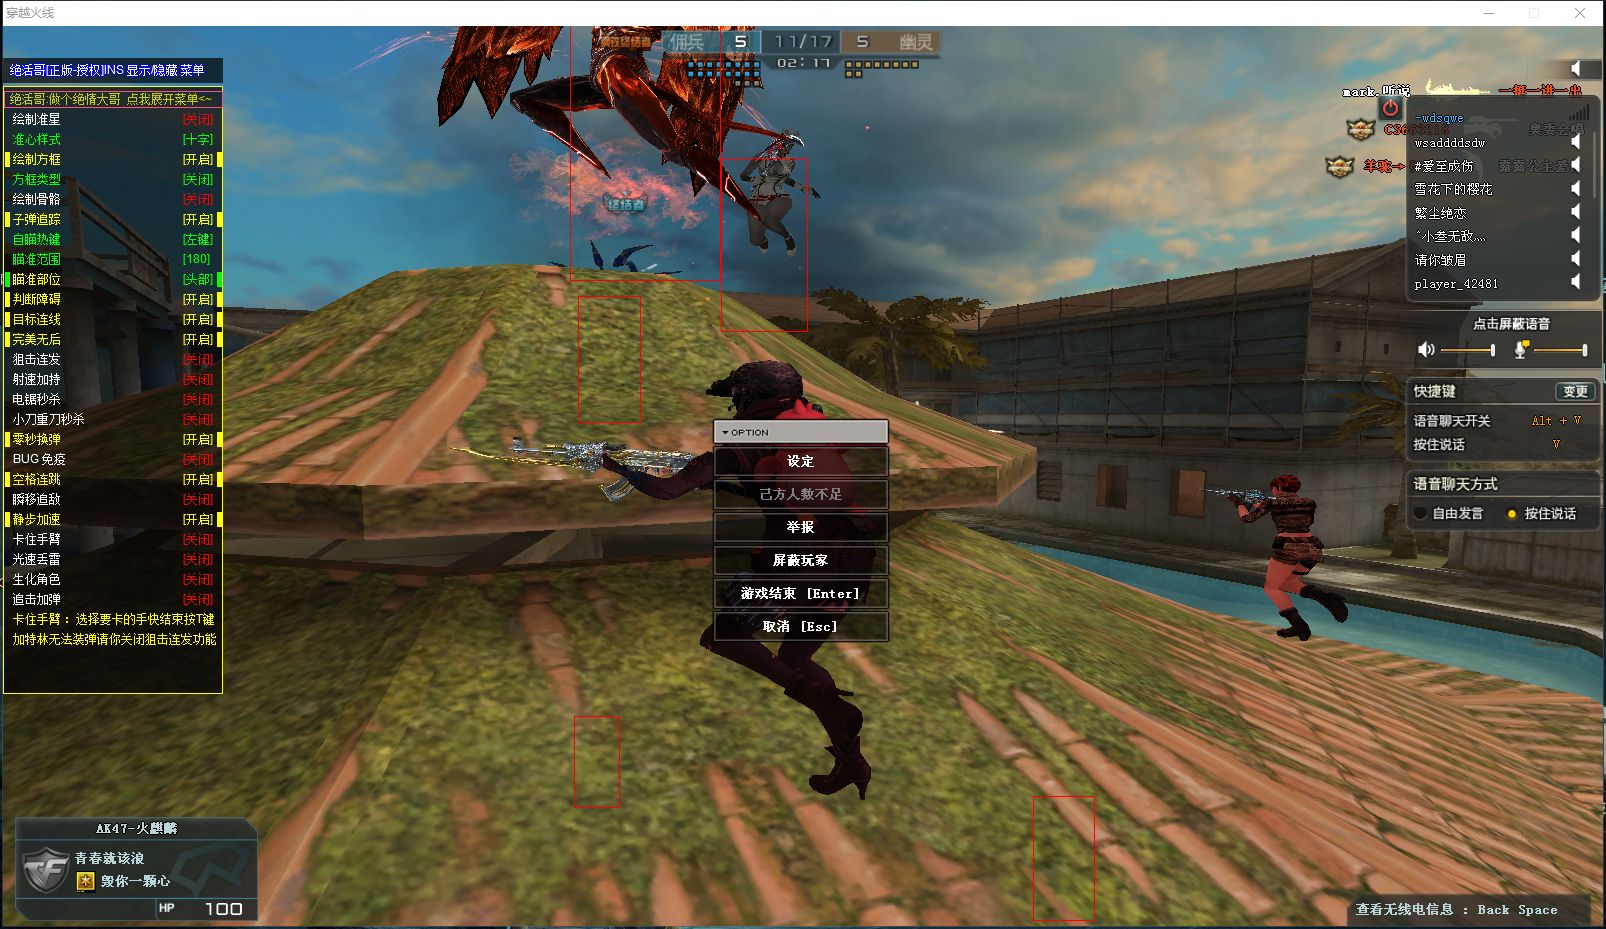 穿越火线
绝活哥[正版-授权]INS 显示/隐藏 菜单
绝活哥:做个绝情大哥 点我展开菜单<~
绘制准星 [关闭]
准心样式 [十字]
绘制方框 [开启]
方框类型 [关闭]
绘制骨骼 [关闭]
子弹追踪 [开启]
自瞄热键 [左键]
瞄准范围 [180]
瞄准部位 [头部]
判断障碍 [开启]
目标连线 [开启]
完美无后 [开启]
狙击连发 [关闭]
射速加持 [关闭]
电锯秒杀 [关闭]
小刀重刀秒杀 [关闭]
零秒换弹 [开启]
BUG 免疫 [关闭]
空格连跳 [开启]
瞬移追敌 [关闭]
静步加速 [开启]
卡住手臂 [关闭]
光速丢雷 [关闭]
生化角色 [关闭]
追击加弹 [关闭]
卡住手臂 : 选择要卡的手快结束按T键
加特林无法装弹请你关闭狙击连发功能
佣兵 5 11/17 5 幽灵
02:17
终结者
mark.听说 一挺一进一出
-wdsqwe
wsaddddsdw
#爱至成伤
雪花下的樱花
繁尘绝恋
^小叁无敌灬
请你皱眉
player_42481
点击屏蔽语音
快捷键 变更
语音聊天开关 Alt + V
按住说话 V
语音聊天方式
自由发言 按住说话
OPTION
设定
己方人数不足
举报
屏蔽玩家
游戏结束 [Enter]
取消 [Esc]
AK47-火麒麟
青春就该浪
毁你一颗心
HP 100
查看无线电信息 : Back Space